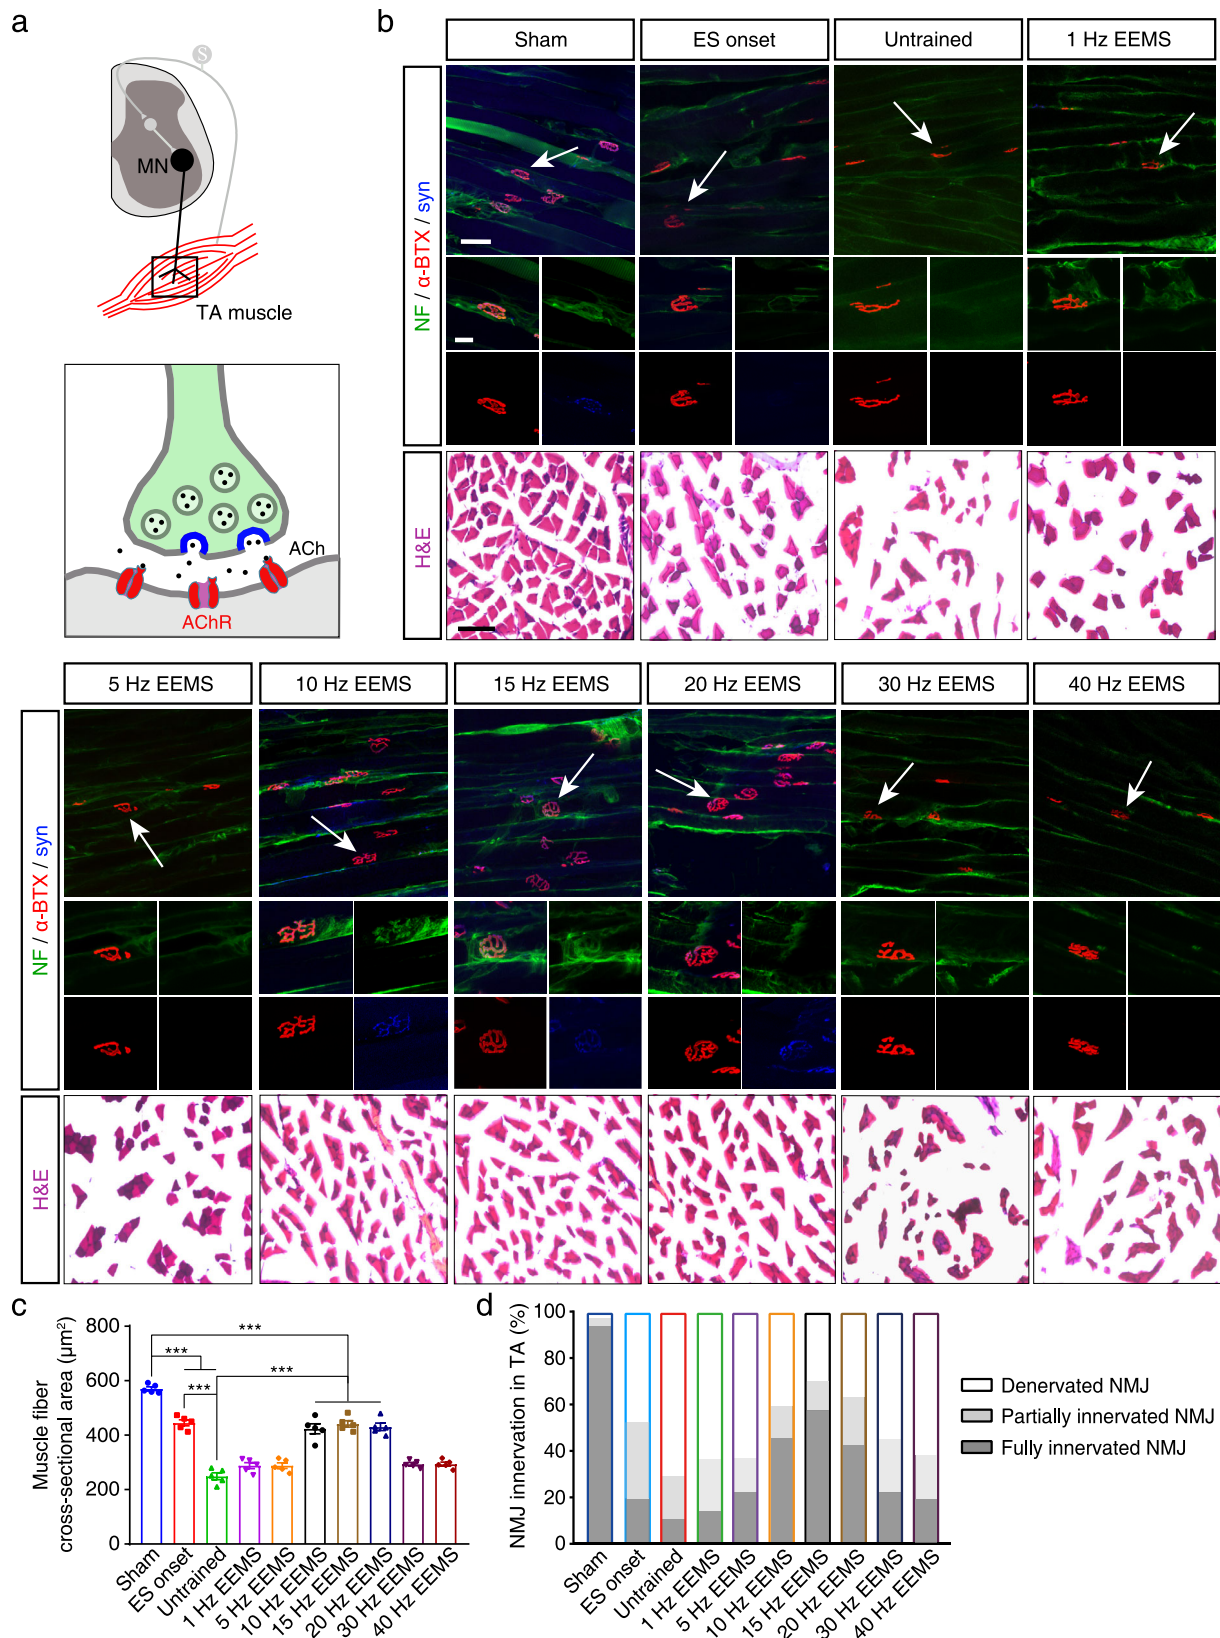 a
S
MN
TA muscle
ACh
AChR
b
Sham
ES onset
Untrained
1 Hz EEMS
NF / α-BTX / syn
H&E
5 Hz EEMS
10 Hz EEMS
15 Hz EEMS
20 Hz EEMS
30 Hz EEMS
40 Hz EEMS
NF / α-BTX / syn
H&E
c
Muscle fiber
cross-sectional area (μm²)
800
600
400
200
0
***
***
***
***
Sham
ES onset
Untrained
1 Hz EEMS
5 Hz EEMS
10 Hz EEMS
15 Hz EEMS
20 Hz EEMS
30 Hz EEMS
40 Hz EEMS
d
NMJ innervation in TA (%)
100
80
60
40
20
0
Sham
ES onset
Untrained
1 Hz EEMS
5 Hz EEMS
10 Hz EEMS
15 Hz EEMS
20 Hz EEMS
30 Hz EEMS
40 Hz EEMS
Denervated NMJ
Partially innervated NMJ
Fully innervated NMJ